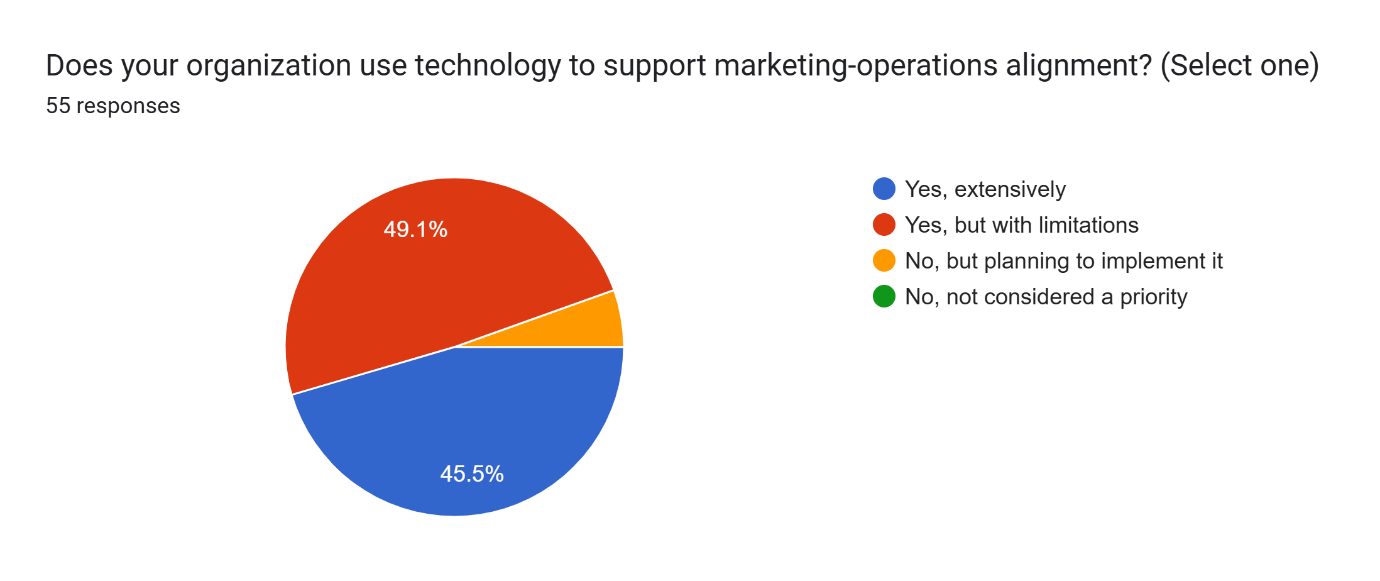 Does your organization use technology to support marketing-operations alignment? (Select one)
55 responses
49.1%
45.5%
Yes, extensively
Yes, but with limitations
No, but planning to implement it
No, not considered a priority